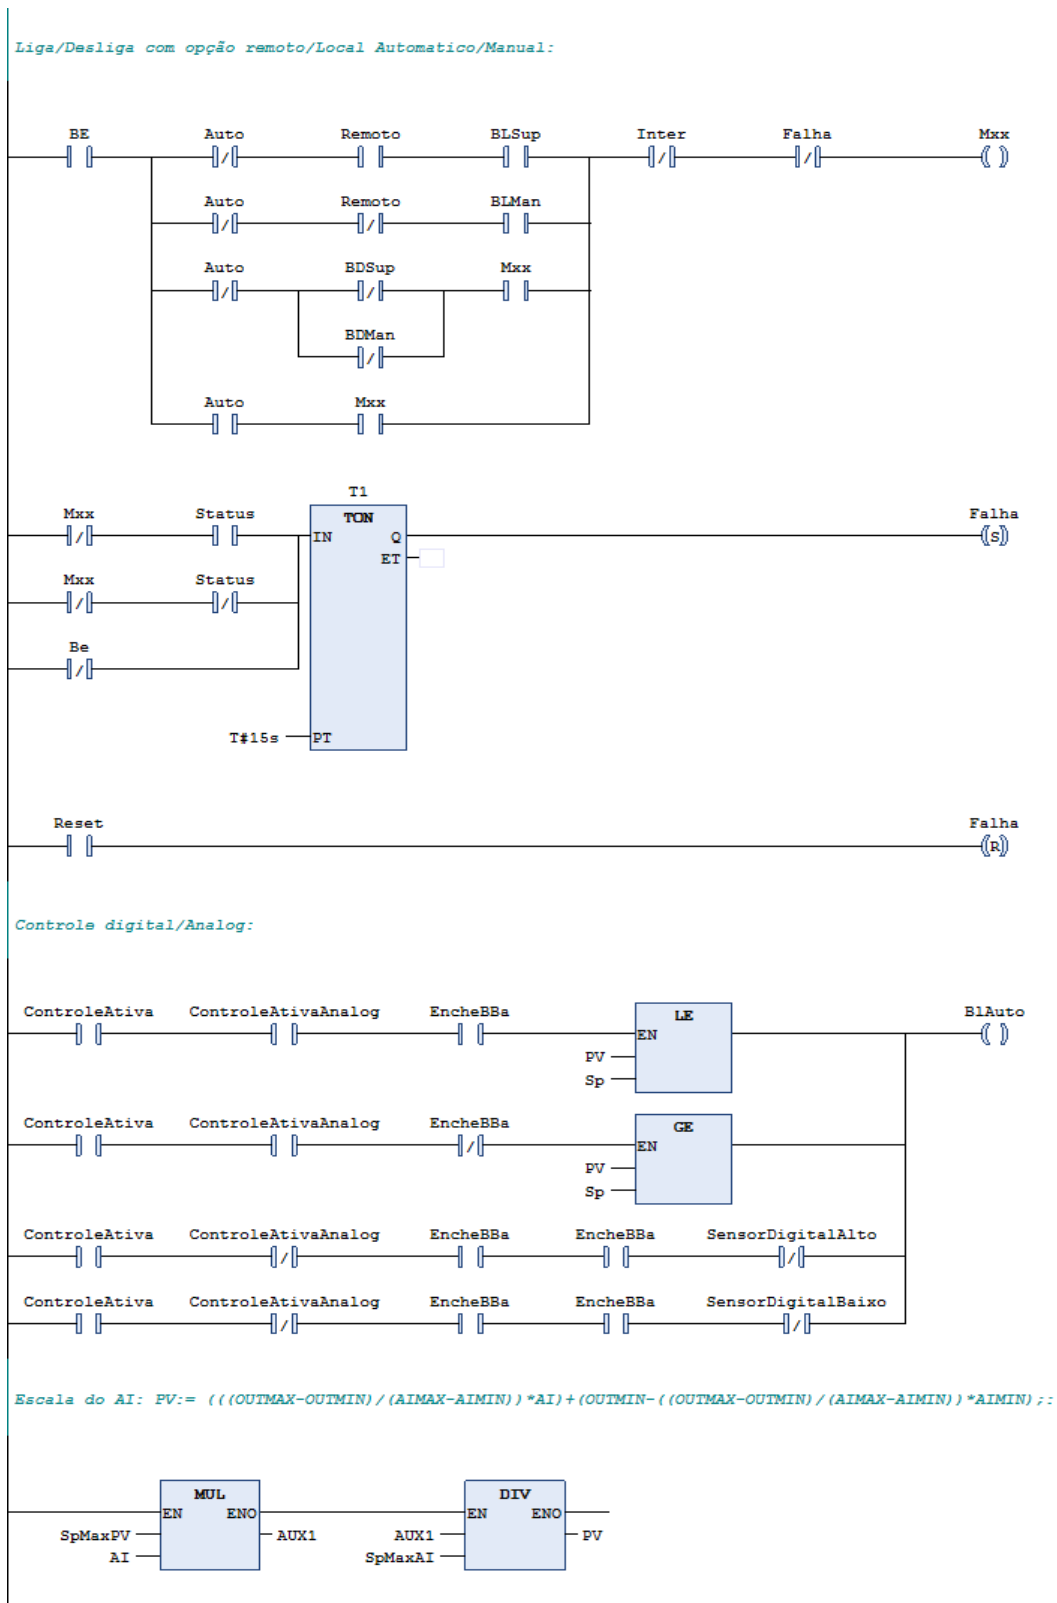 Liga/Desliga com opção remoto/Local Automatico/Manual:
BE Auto Remoto BLSup Inter Falha Mxx
Auto Remoto BLMan
Auto BDSup Mxx
BDMan
Auto Mxx
T1
Mxx Status TON Falha
IN Q S
ET
Mxx Status
Be
T#15s PT
Reset Falha
R
Controle digital/Analog:
ControleAtiva ControleAtivaAnalog EncheBBa LE BlAuto
EN
PV
Sp
ControleAtiva ControleAtivaAnalog EncheBBa GE
EN
PV
Sp
ControleAtiva ControleAtivaAnalog EncheBBa EncheBBa SensorDigitalAlto
ControleAtiva ControleAtivaAnalog EncheBBa EncheBBa SensorDigitalBaixo
Escala do AI: PV:= (((OUTMAX-OUTMIN)/(AIMAX-AIMIN))*AI)+(OUTMIN-((OUTMAX-OUTMIN)/(AIMAX-AIMIN))*AIMIN);:
MUL DIV
EN ENO EN ENO
SpMaxPV AUX1 AUX1 PV
AI SpMaxAI